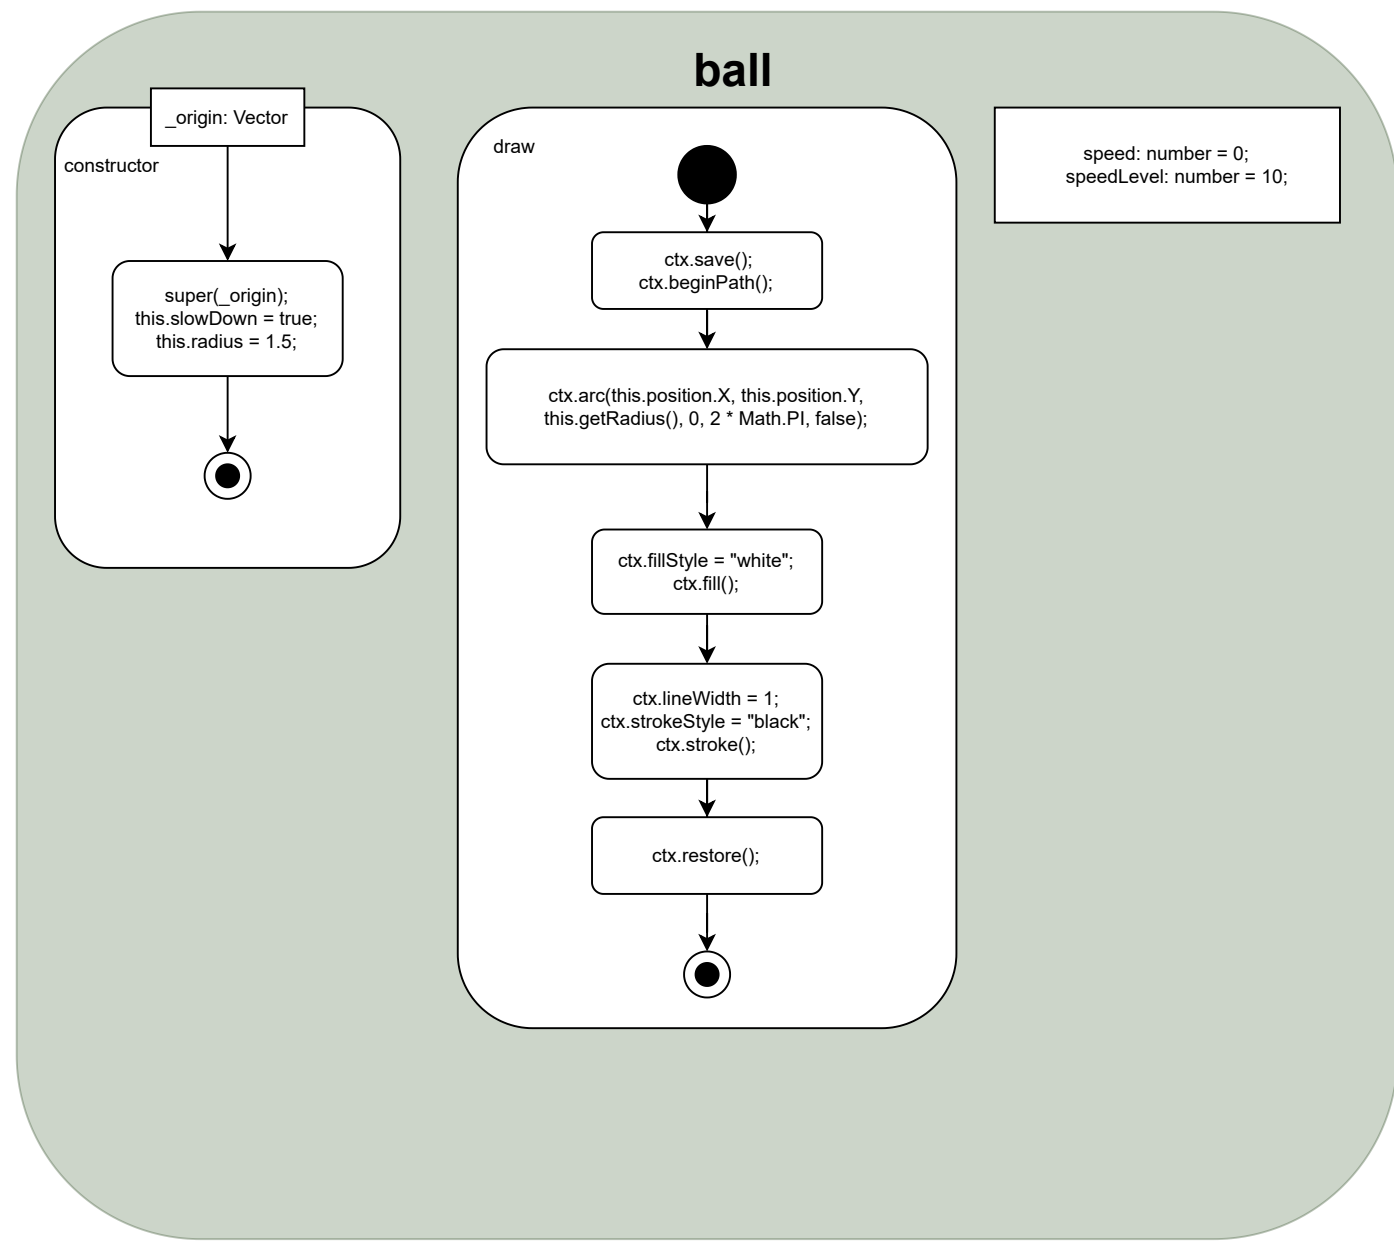 ball
_origin: Vector
constructor
super(_origin);
this.slowDown = true;
this.radius = 1.5;
draw
ctx.save();
ctx.beginPath();
ctx.arc(this.position.X, this.position.Y,
this.getRadius(), 0, 2 * Math.PI, false);
ctx.fillStyle = "white";
ctx.fill();
ctx.lineWidth = 1;
ctx.strokeStyle = "black";
ctx.stroke();
ctx.restore();
speed: number = 0;
speedLevel: number = 10;